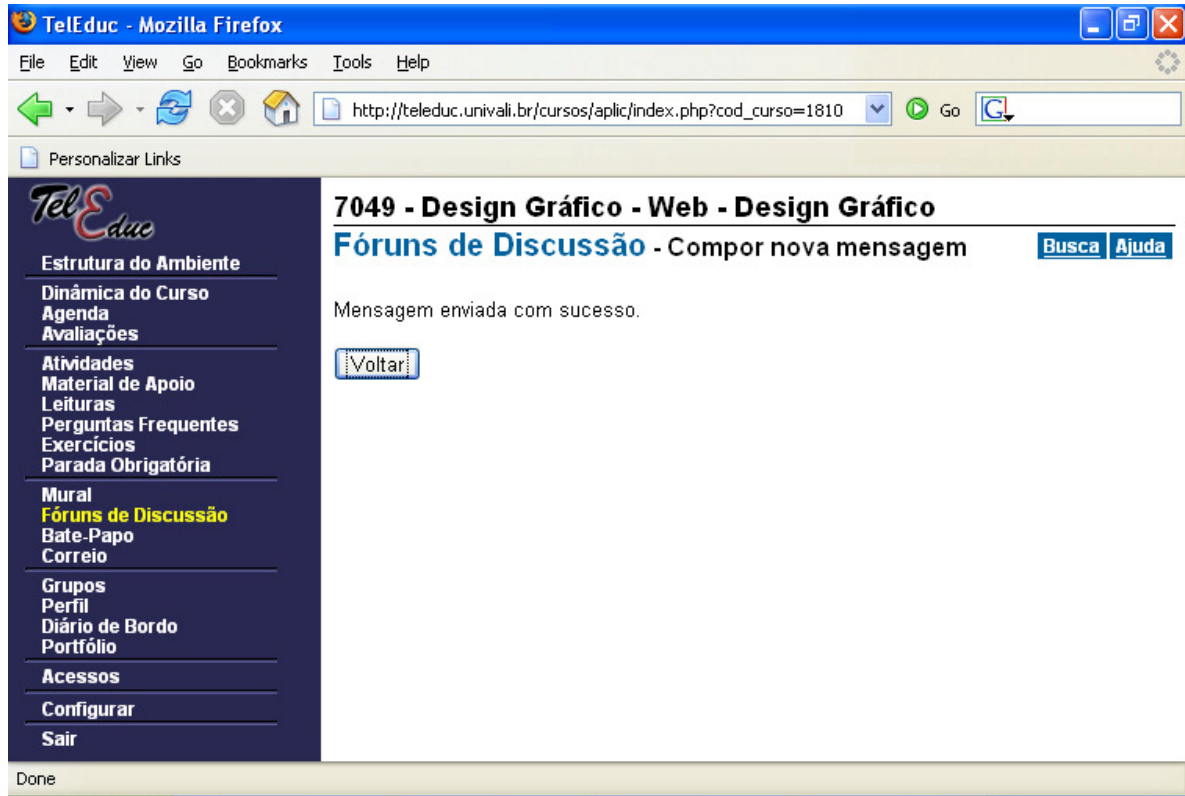 TelEduc - Mozilla Firefox
File Edit View Go Bookmarks Tools Help
http://teleduc.univali.br/cursos/aplic/index.php?cod_curso=1810 Go G
Personalizar Links
TelEduc
Estrutura do Ambiente
Dinâmica do Curso
Agenda
Avaliações
Atividades
Material de Apoio
Leituras
Perguntas Frequentes
Exercícios
Parada Obrigatória
Mural
Fóruns de Discussão
Bate-Papo
Correio
Grupos
Perfil
Diário de Bordo
Portfólio
Acessos
Configurar
Sair
7049 - Design Gráfico - Web - Design Gráfico
Fóruns de Discussão - Compor nova mensagem Busca Ajuda
Mensagem enviada com sucesso.
Voltar
Done